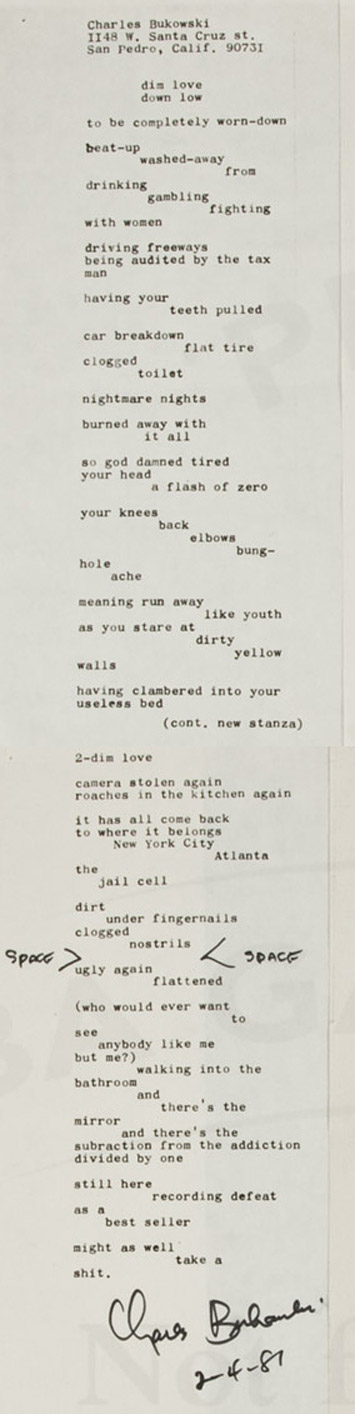 Charles Bukowski
1148 W. Santa Cruz st.
San Pedro, Calif. 90731
dim love
down low
to be completely worn-down
beat-up
washed-away
from
drinking
gambling
fighting
with women
driving freeways
being audited by the tax
man
having your
teeth pulled
car breakdown
flat tire
clogged
toilet
nightmare nights
burned away with
it all
so god damned tired
your head
a flash of zero
your knees
back
elbows
bung-
hole
ache
meaning run away
like youth
as you stare at
dirty
yellow
walls
having clambered into your
useless bed
(cont. new stanza)
2-dim love
camera stolen again
roaches in the kitchen again
it has all come back
to where it belongs
New York City
Atlanta
the
jail cell
dirt
under fingernails
clogged
nostrils
SPACE > < SPACE
ugly again
flattened
(who would ever want
to
see
anybody like me
but me?)
walking into the
bathroom
and
there's the
mirror
and there's the
subraction from the addiction
divided by one
still here
recording defeat
as a
best seller
might as well
take a
shit.
Charles Bukowski
2-4-81